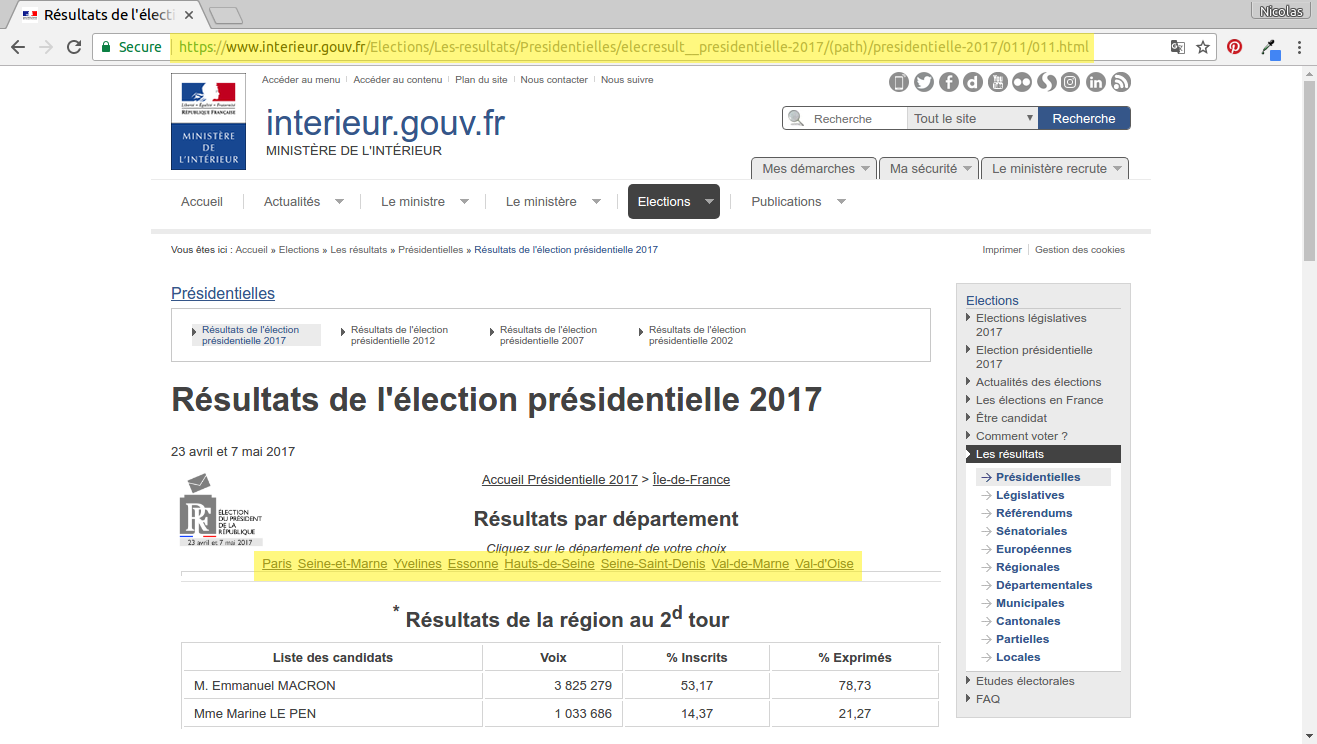 Résultats de l'électi
Nicolas
Secure https://www.interieur.gouv.fr/Elections/Les-resultats/Presidentielles/elecresult__presidentielle-2017/(path)/presidentielle-2017/011/011.html
Accéder au menu Accéder au contenu Plan du site Nous contacter Nous suivre
Liberté • Égalité • Fraternité
RÉPUBLIQUE FRANÇAISE
MINISTÈRE
DE
L'INTÉRIEUR
interieur.gouv.fr
MINISTÈRE DE L'INTÉRIEUR
Recherche Tout le site Recherche
Mes démarches Ma sécurité Le ministère recrute
Accueil Actualités Le ministre Le ministère Elections Publications
Vous êtes ici : Accueil » Elections » Les résultats » Présidentielles » Résultats de l'élection présidentielle 2017
Imprimer Gestion des cookies
Présidentielles
Résultats de l'élection
présidentielle 2017
Résultats de l'élection
présidentielle 2012
Résultats de l'élection
présidentielle 2007
Résultats de l'élection
présidentielle 2002
Résultats de l'élection présidentielle 2017
23 avril et 7 mai 2017
RF
ÉLECTION
DU PRÉSIDENT
DE LA
RÉPUBLIQUE
23 avril et 7 mai 2017
Accueil Présidentielle 2017 > Île-de-France
Résultats par département
Cliquez sur le département de votre choix
Paris Seine-et-Marne Yvelines Essonne Hauts-de-Seine Seine-Saint-Denis Val-de-Marne Val-d'Oise
* Résultats de la région au 2d tour
Liste des candidats Voix % Inscrits % Exprimés
M. Emmanuel MACRON 3 825 279 53,17 78,73
Mme Marine LE PEN 1 033 686 14,37 21,27
Elections
Elections législatives
2017
Election présidentielle
2017
Actualités des élections
Les élections en France
Être candidat
Comment voter ?
Les résultats
Présidentielles
Législatives
Référendums
Sénatoriales
Européennes
Régionales
Départementales
Municipales
Cantonales
Partielles
Locales
Etudes électorales
FAQ